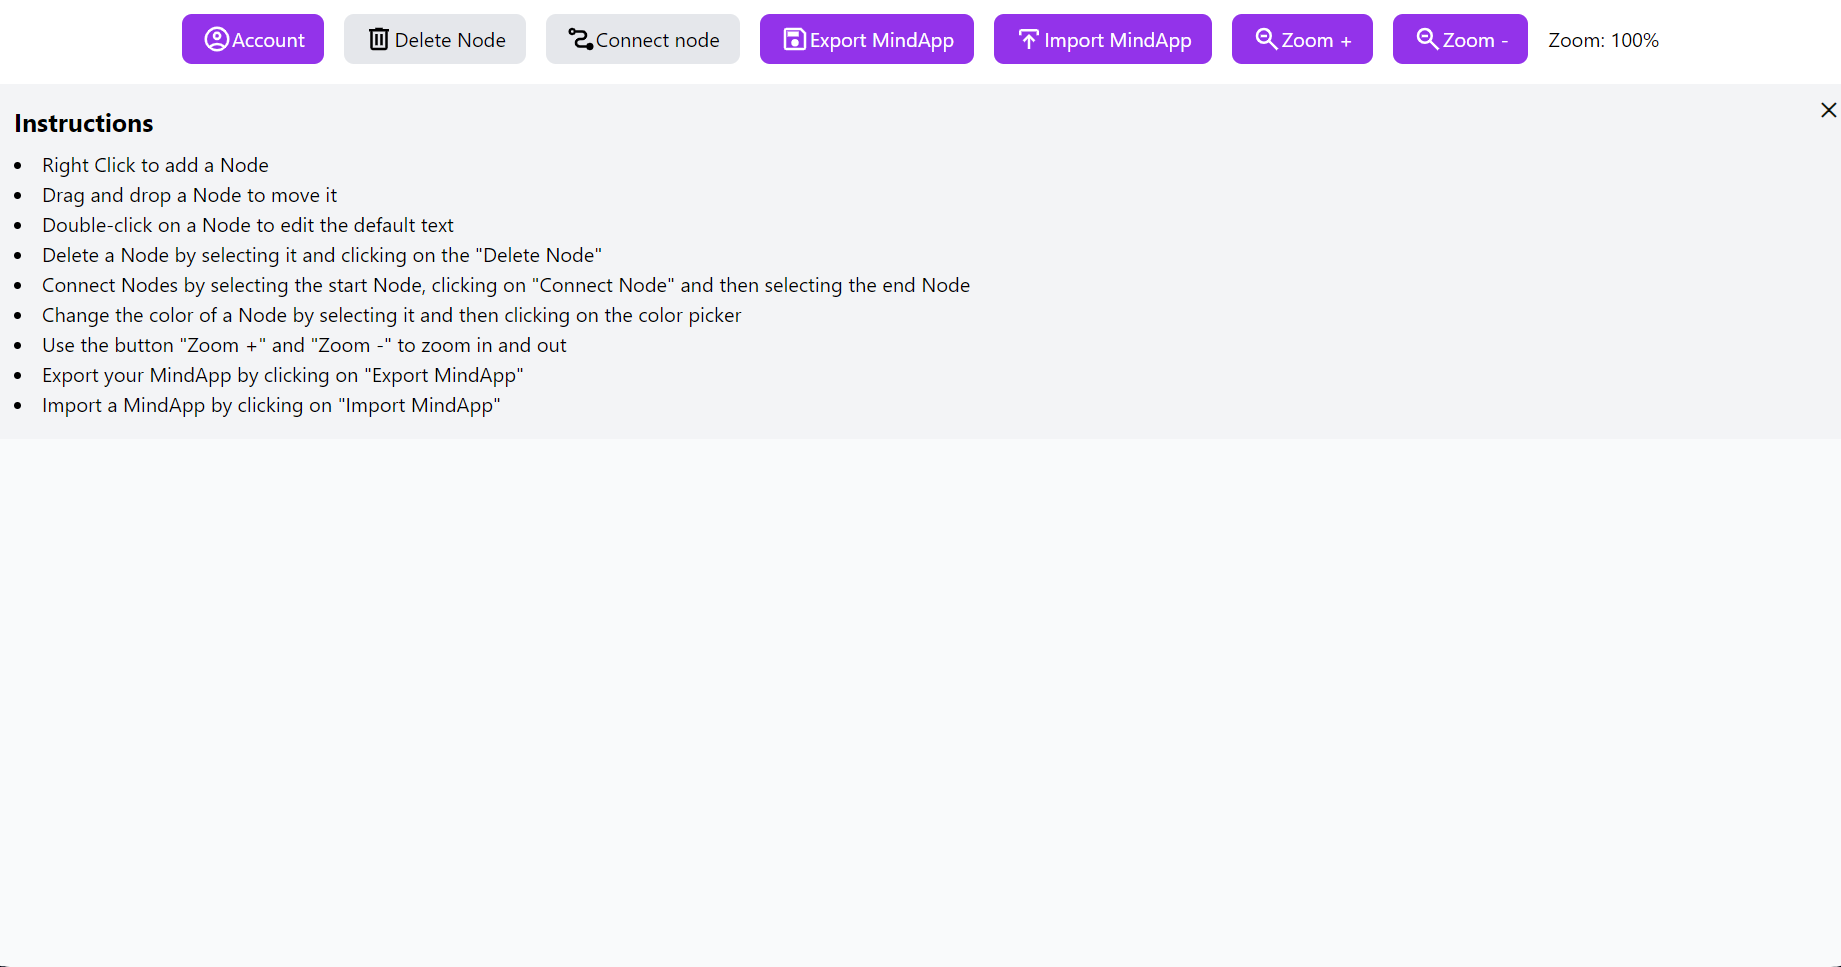 Account Delete Node Connect node Export MindApp Import MindApp Zoom + Zoom - Zoom: 100%
Instructions
• Right Click to add a Node
• Drag and drop a Node to move it
• Double-click on a Node to edit the default text
• Delete a Node by selecting it and clicking on the "Delete Node"
• Connect Nodes by selecting the start Node, clicking on "Connect Node" and then selecting the end Node
• Change the color of a Node by selecting it and then clicking on the color picker
• Use the button "Zoom +" and "Zoom -" to zoom in and out
• Export your MindApp by clicking on "Export MindApp"
• Import a MindApp by clicking on "Import MindApp"